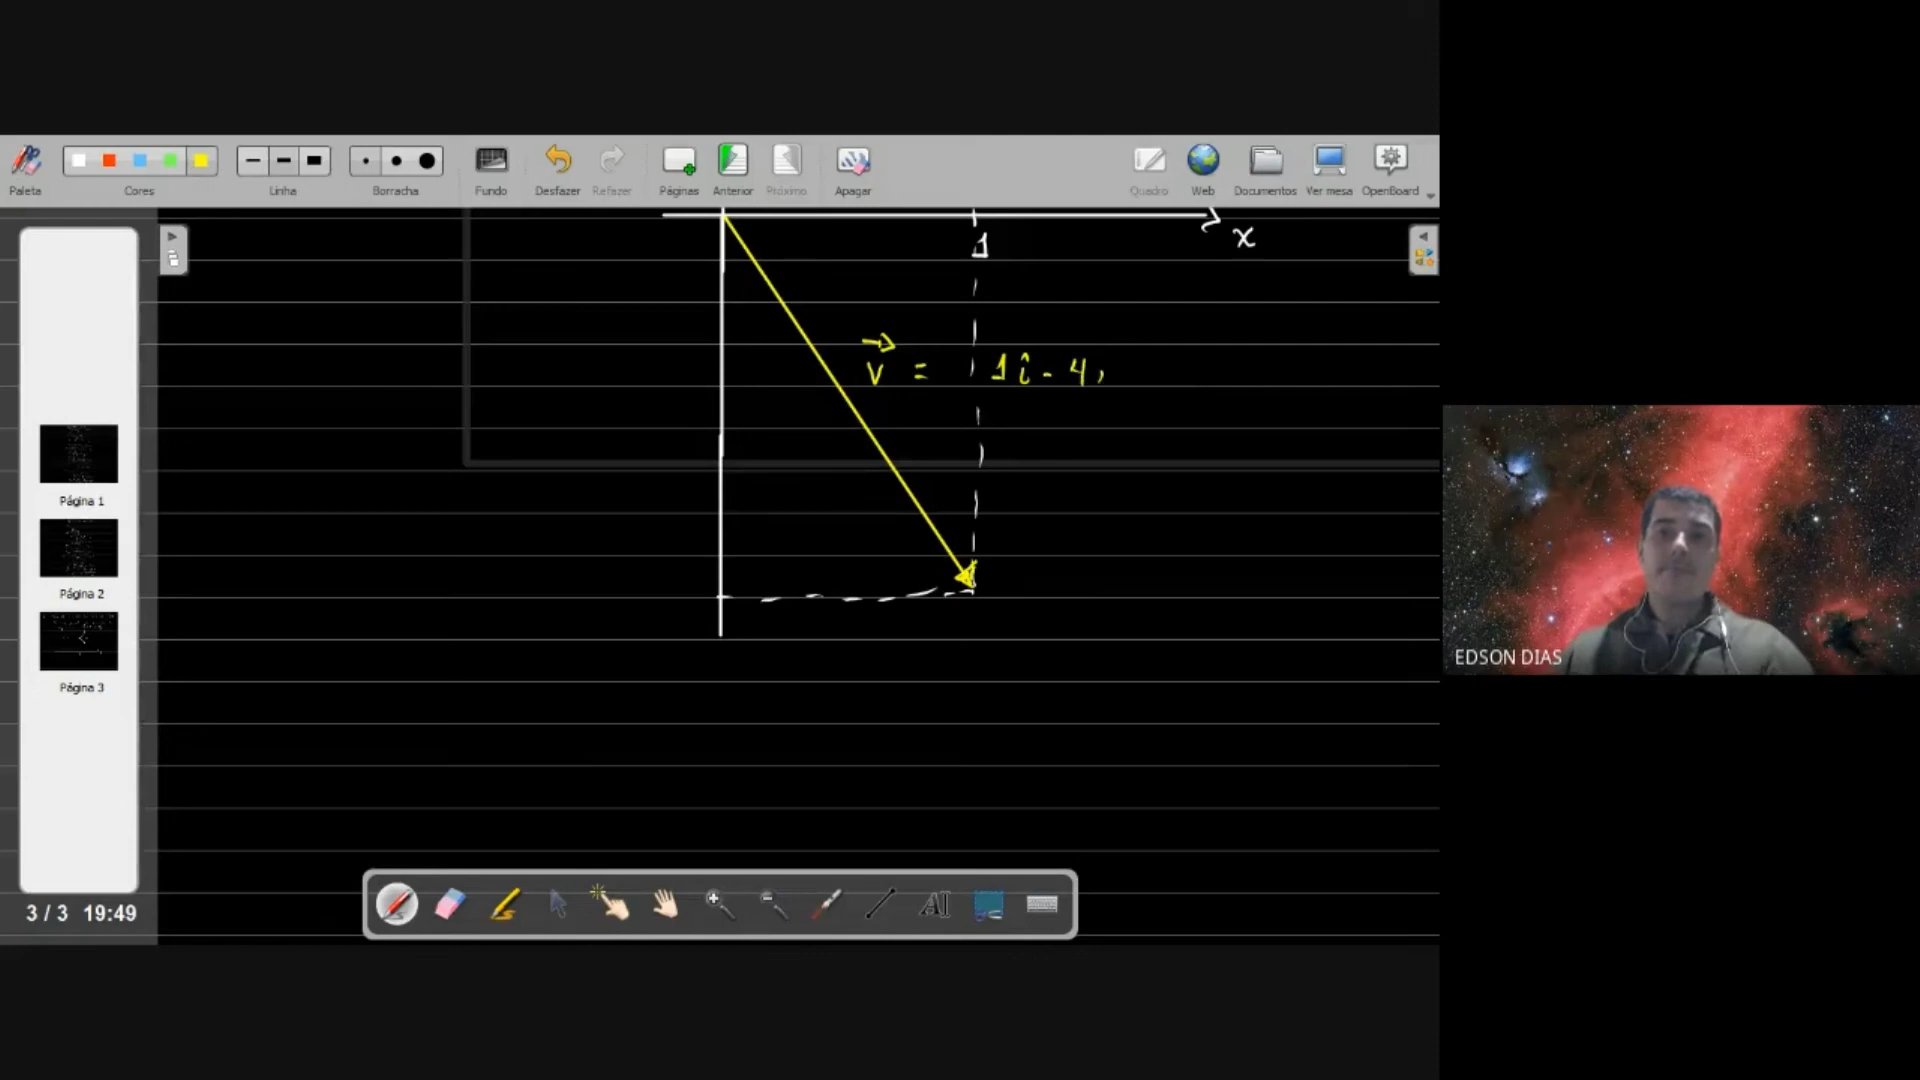 Paleta Cores Linha Borracha Fundo Desfazer Refazer Páginas Anterior Próximo Apagar Quadro Web Documentos Ver mesa OpenBoard
1
x
v⃗ = 1î - 4,
Página 1
Página 2
Página 3
EDSON DIAS
3 / 3 19:49
AI